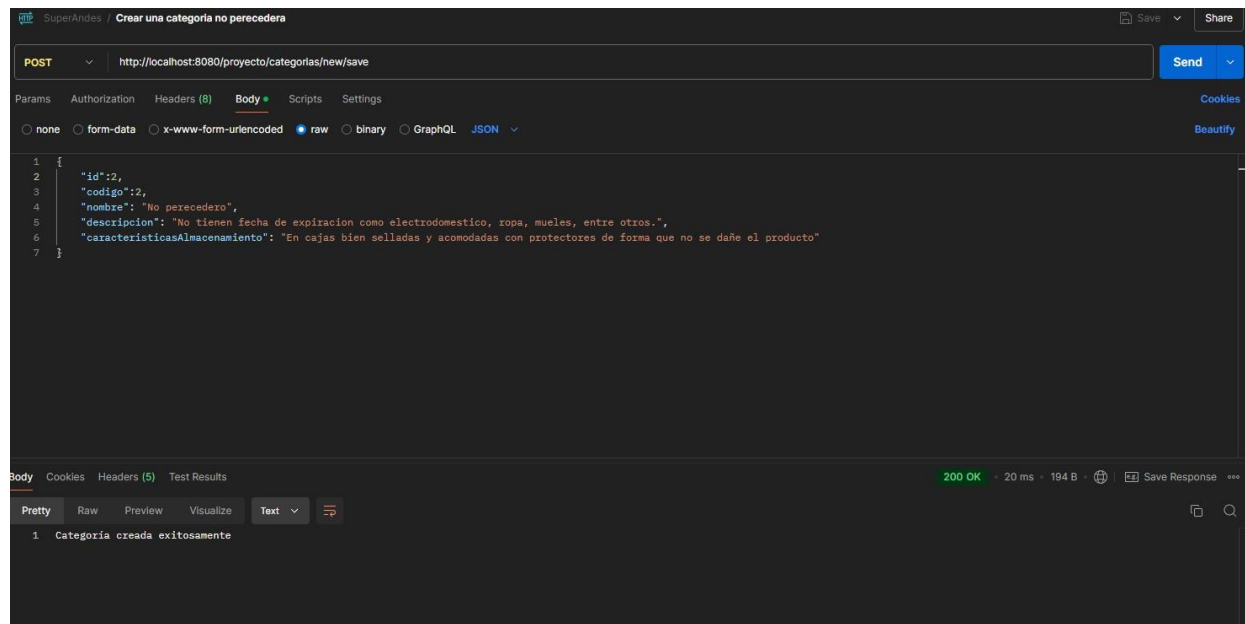 HTTP SuperAndes / Crear una categoria no perecedera Save Share
POST http://localhost:8080/proyecto/categorias/new/save Send
Params Authorization Headers (8) Body Scripts Settings Cookies
none form-data x-www-form-urlencoded raw binary GraphQL JSON Beautify
1 {
2 "id":2,
3 "codigo":2,
4 "nombre": "No perecedero",
5 "descripcion": "No tienen fecha de expiracion como electrodomestico, ropa, mueles, entre otros.",
6 "caracteristicasAlmacenamiento": "En cajas bien selladas y acomodadas con protectores de forma que no se dañe el producto"
7 }
Body Cookies Headers (5) Test Results 200 OK 20 ms 194 B e.g. Save Response
Pretty Raw Preview Visualize Text
1 Categoria creada exitosamente